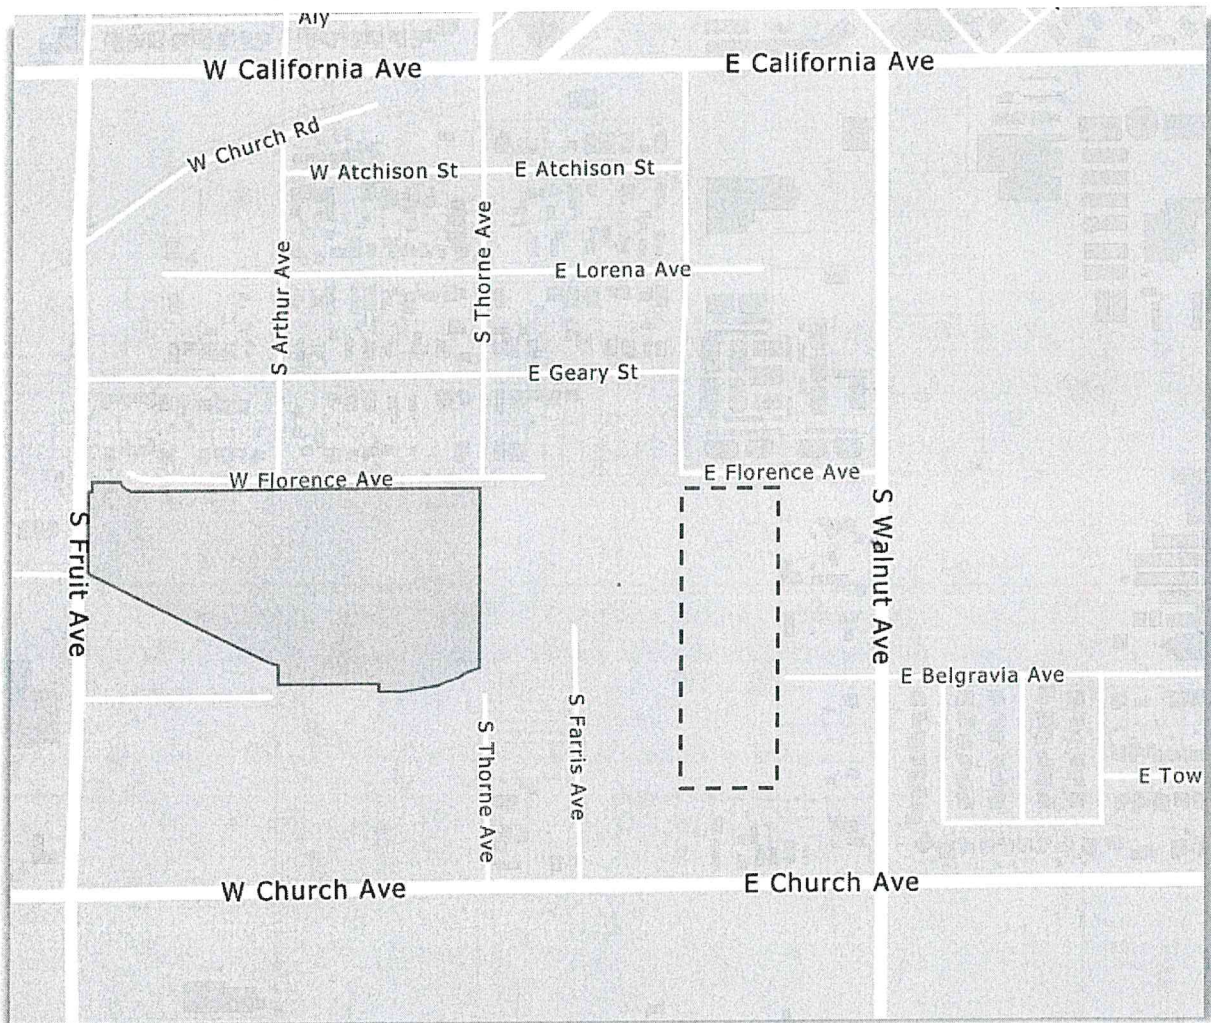 Aly
W California Ave
E California Ave
W Church Rd
W Atchison St
E Atchison St
S Thorne Ave
S Arthur Ave
E Lorena Ave
E Geary St
W Florence Ave
E Florence Ave
S Fruit Ave
S Walnut Ave
E Belgravia Ave
S Thorne Ave
S Farris Ave
E Tow
W Church Ave
E Church Ave